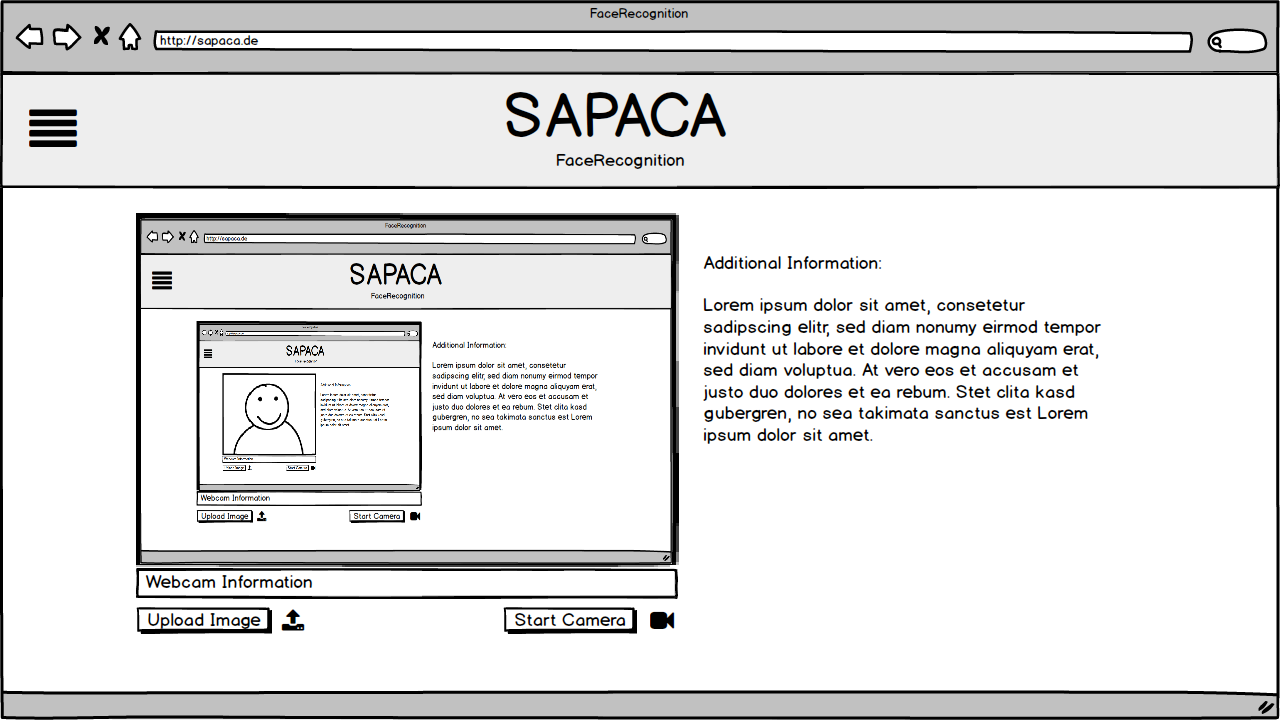 FaceRecognition
http://sapaca.de
SAPACA
FaceRecognition
FaceRecognition
http://sapaca.de
SAPACA
FaceRecognition
SAPACA
Additional Information:
Lorem ipsum dolor sit amet, consetetur
sadipscing elitr, sed diam nonumy eirmod tempor
invidunt ut labore et dolore magna aliquyam erat,
sed diam voluptua. At vero eos et accusam et
justo duo dolores et ea rebum. Stet clita kasd
gubergren, no sea takimata sanctus est Lorem
ipsum dolor sit amet.
Webcam Information
Upload Image
Start Camera
Additional Information:
Lorem ipsum dolor sit amet, consetetur
sadipscing elitr, sed diam nonumy eirmod tempor
invidunt ut labore et dolore magna aliquyam erat,
sed diam voluptua. At vero eos et accusam et
justo duo dolores et ea rebum. Stet clita kasd
gubergren, no sea takimata sanctus est Lorem
ipsum dolor sit amet.
Webcam Information
Upload Image
Start Camera